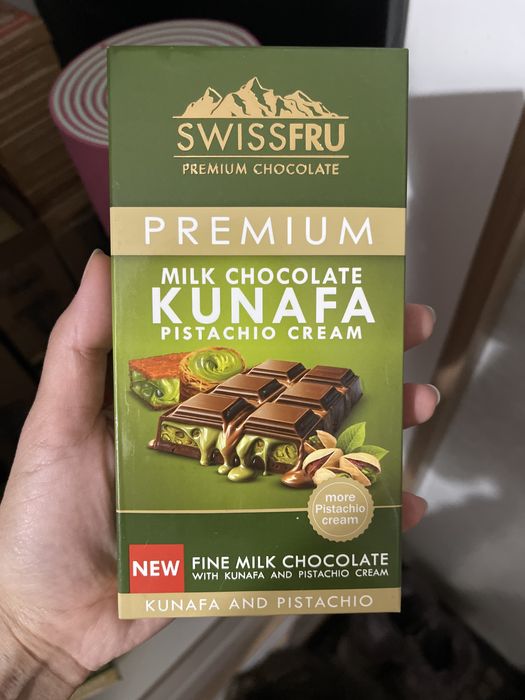 SWISSFRU
PREMIUM CHOCOLATE
PREMIUM
MILK CHOCOLATE
KUNAFA
PISTACHIO CREAM
more
Pistachio
cream
NEW
FINE MILK CHOCOLATE
WITH KUNAFA AND PISTACHIO CREAM
KUNAFA AND PISTACHIO